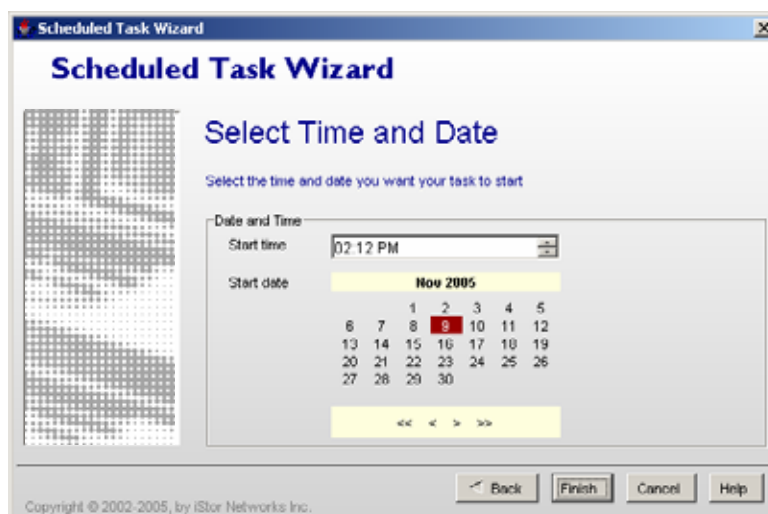 Scheduled Task Wizard
Scheduled Task Wizard
Select Time and Date
Select the time and date you want your task to start
Date and Time
Start time 02:12 PM
Start date Nov 2005
1 2 3 4 5
6 7 8 9 10 11 12
13 14 15 16 17 18 19
20 21 22 23 24 25 26
27 28 29 30
<< < > >>
Back Finish Cancel Help
Copyright © 2002-2005, by iStor Networks Inc.